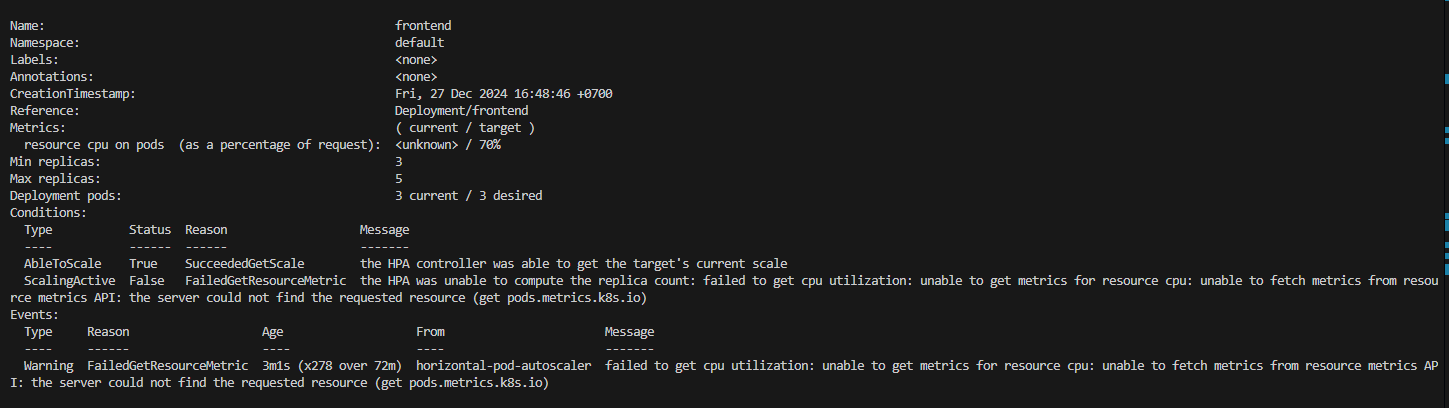 Name: frontend
Namespace: default
Labels: <none>
Annotations: <none>
CreationTimestamp: Fri, 27 Dec 2024 16:48:46 +0700
Reference: Deployment/frontend
Metrics: ( current / target )
resource cpu on pods (as a percentage of request): <unknown> / 70%
Min replicas: 3
Max replicas: 5
Deployment pods: 3 current / 3 desired
Conditions:
Type Status Reason Message
---- ------ ------ -------
AbleToScale True SucceededGetScale the HPA controller was able to get the target's current scale
ScalingActive False FailedGetResourceMetric the HPA was unable to compute the replica count: failed to get cpu utilization: unable to get metrics for resource cpu: unable to fetch metrics from resou
rce metrics API: the server could not find the requested resource (get pods.metrics.k8s.io)
Events:
Type Reason Age From Message
---- ------ ---- ---- -------
Warning FailedGetResourceMetric 3m1s (x278 over 72m) horizontal-pod-autoscaler failed to get cpu utilization: unable to get metrics for resource cpu: unable to fetch metrics from resource metrics AP
I: the server could not find the requested resource (get pods.metrics.k8s.io)